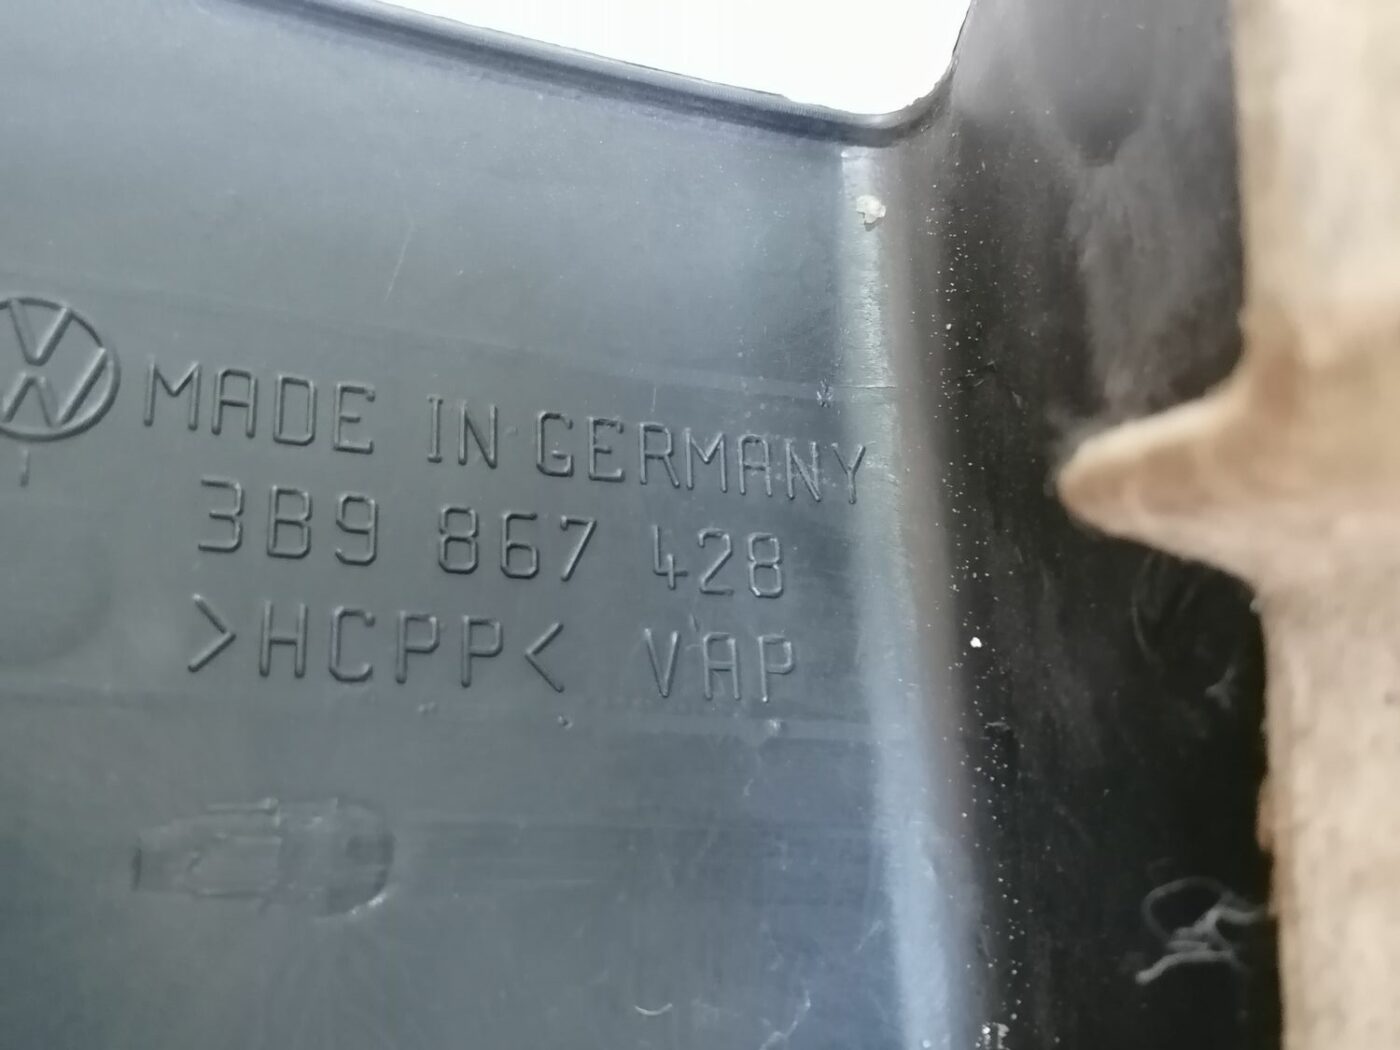 MADE IN GERMANY
3B9 867 428
>HCPP< VAP